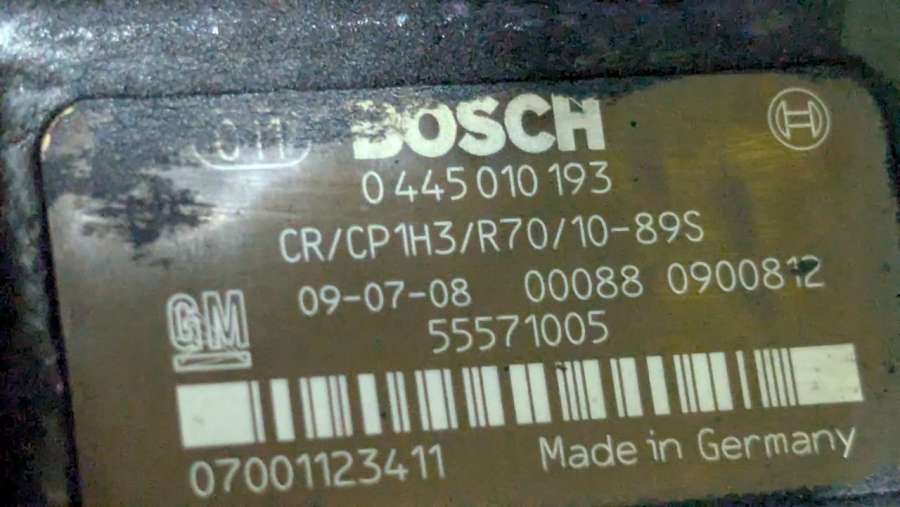 011 BOSCH
0 445 010 193
CR/CP1H3/R70/10-89S
09-07-08 00088 0900812
GM 55571005
07001123411 Made in Germany